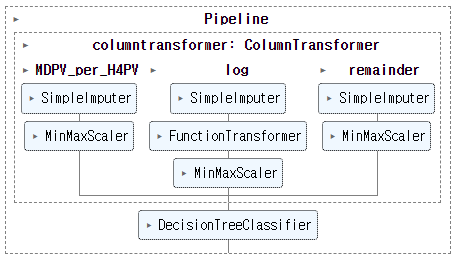 Pipeline
columntransformer: ColumnTransformer
MDPV_per_H4PV log remainder
SimpleImputer SimpleImputer SimpleImputer
MinMaxScaler FunctionTransformer MinMaxScaler
MinMaxScaler
DecisionTreeClassifier